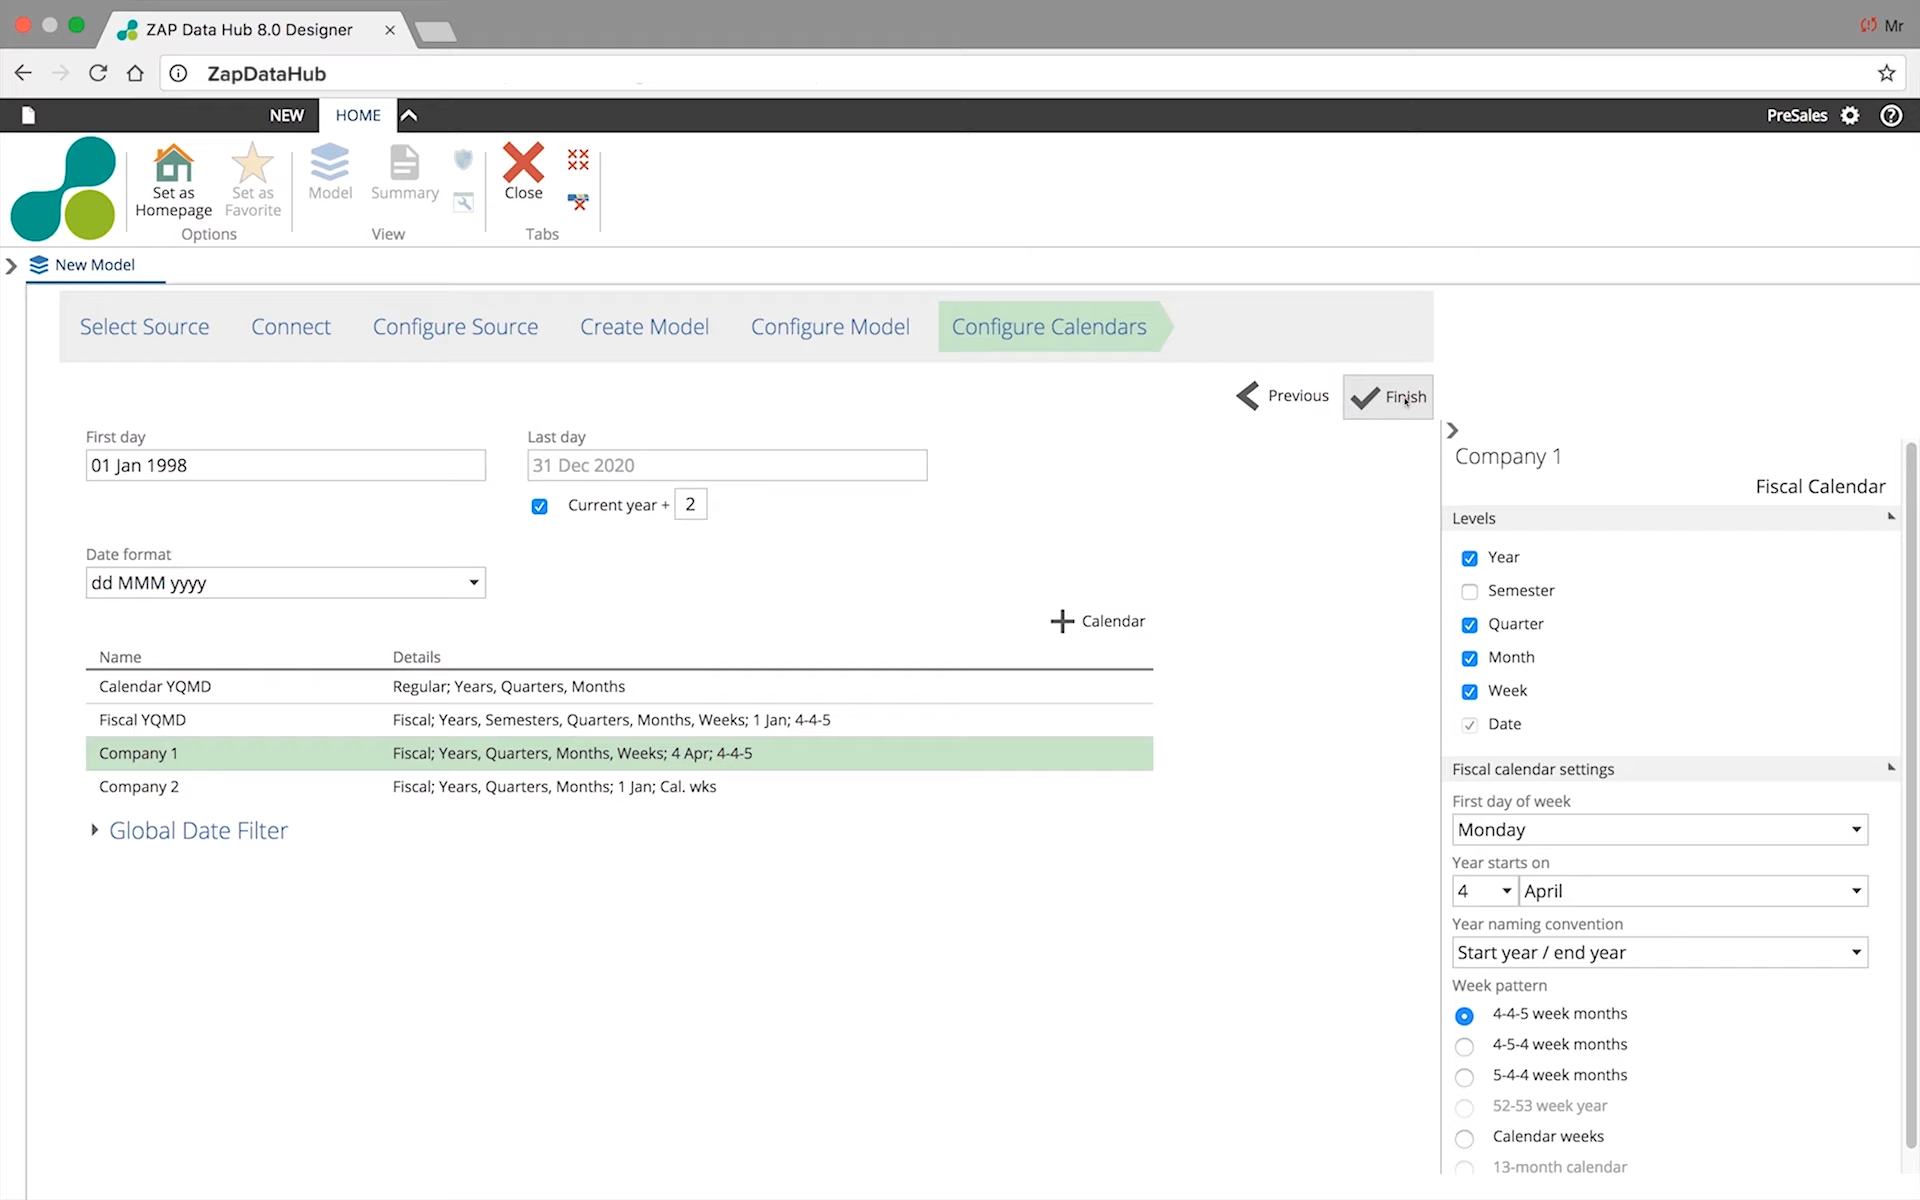 ZAP Data Hub 8.0 Designer
Mr
ZapDataHub
NEW HOME PreSales
Set as Homepage
Set as Favorite
Model
Summary
Close
Options
View
Tabs
New Model
Select Source Connect Configure Source Create Model Configure Model Configure Calendars
Previous Finish
First day
01 Jan 1998
Last day
31 Dec 2020
Current year + 2
Date format
dd MMM yyyy
Calendar
Name Details
Calendar YQMD Regular; Years, Quarters, Months
Fiscal YQMD Fiscal; Years, Semesters, Quarters, Months, Weeks; 1 Jan; 4-4-5
Company 1 Fiscal; Years, Quarters, Months, Weeks; 4 Apr; 4-4-5
Company 2 Fiscal; Years, Quarters, Months; 1 Jan; Cal. wks
Global Date Filter
Company 1
Fiscal Calendar
Levels
Year
Semester
Quarter
Month
Week
Date
Fiscal calendar settings
First day of week
Monday
Year starts on
4 April
Year naming convention
Start year / end year
Week pattern
4-4-5 week months
4-5-4 week months
5-4-4 week months
52-53 week year
Calendar weeks
13-month calendar